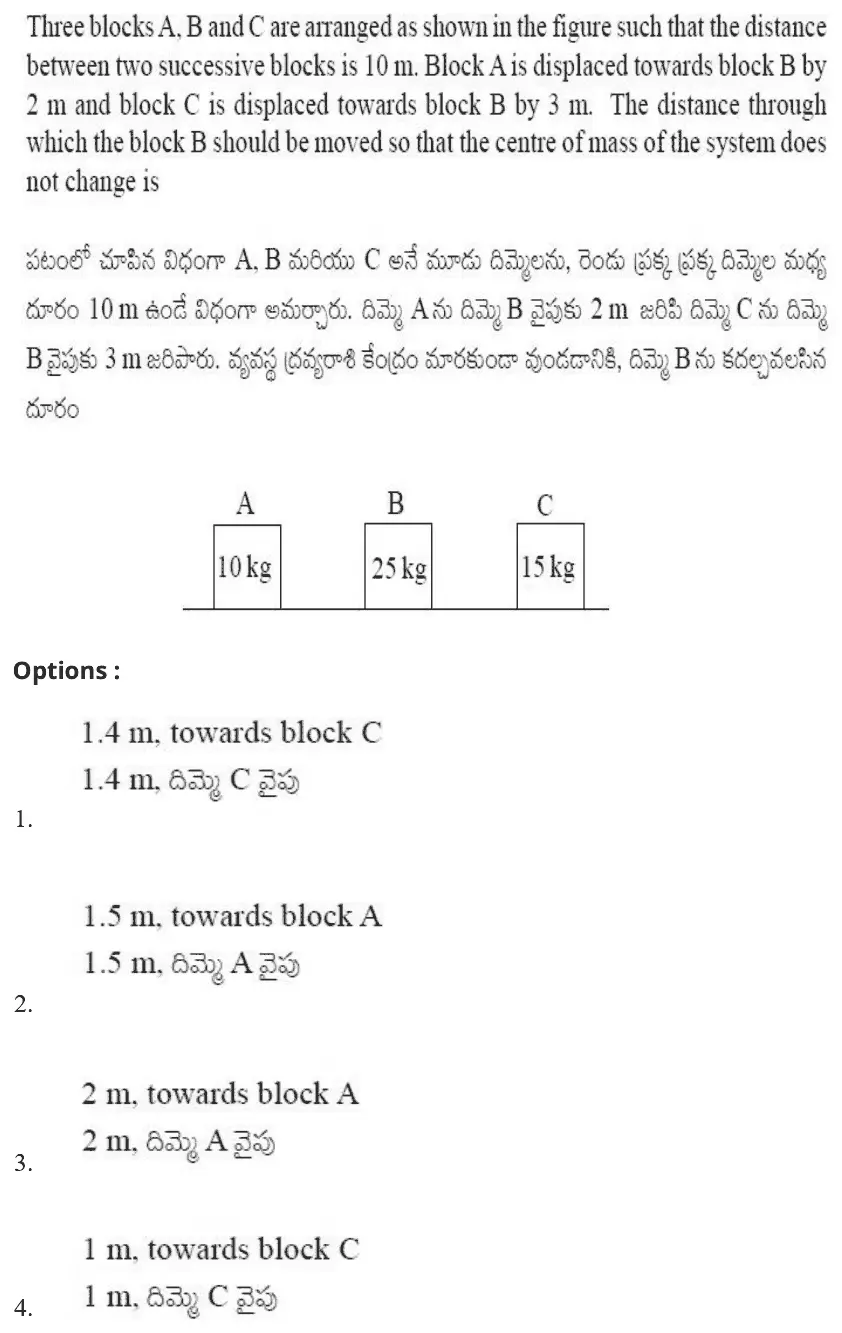 Three blocks A, B and C are arranged as shown in the figure such that the distance
between two successive blocks is 10 m. Block A is displaced towards block B by
2 m and block C is displaced towards block B by 3 m. The distance through
which the block B should be moved so that the centre of mass of the system does
not change is
పటంలో చూపిన విధంగా A, B మరియు C అనే మూడు దిమ్మెలను, రెండు ప్రక్క ప్రక్క దిమ్మెల మధ్య
దూరం 10 m ఉండే విధంగా అమర్చారు. దిమ్మె A ను దిమ్మె B వైపుకు 2 m జరిపి దిమ్మె C ను దిమ్మె
B వైపుకు 3 m జరిపారు. వ్యవస్థ ద్రవ్యరాశి కేంద్రం మారకుండా వుండడానికి, దిమ్మె B ను కదల్చవలసిన
దూరం
A B C
10 kg 25 kg 15 kg
Options :
1.4 m, towards block C
1.4 m, దిమ్మె C వైపు
1.
1.5 m, towards block A
1.5 m, దిమ్మె A వైపు
2.
2 m, towards block A
2 m, దిమ్మె A వైపు
3.
1 m, towards block C
1 m, దిమ్మె C వైపు
4.